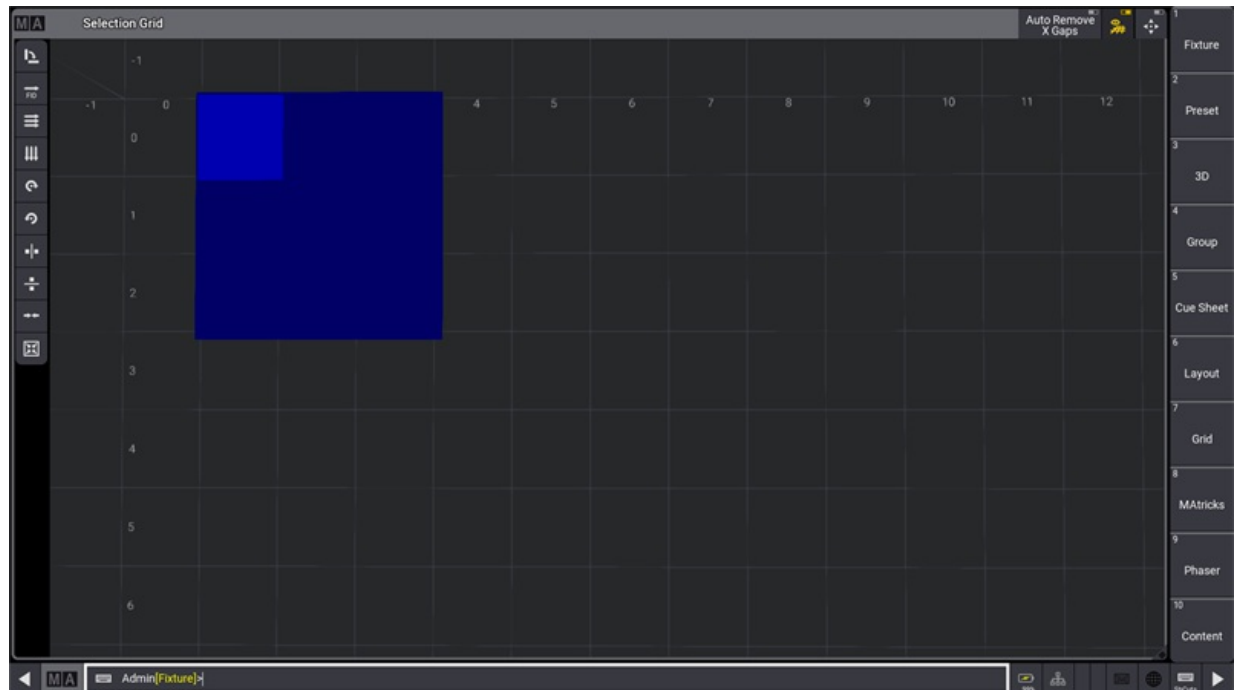 MA Selection Grid
Auto Remove
X Gaps
1
Fixture
FID
-1
-1 0 4 5 6 7 8 9 10 11 12
0
1
2
3
4
5
6
2
Preset
3
3D
4
Group
5
Cue Sheet
6
Layout
7
Grid
8
MAtricks
9
Phaser
10
Content
MA Admin[Fixture]>